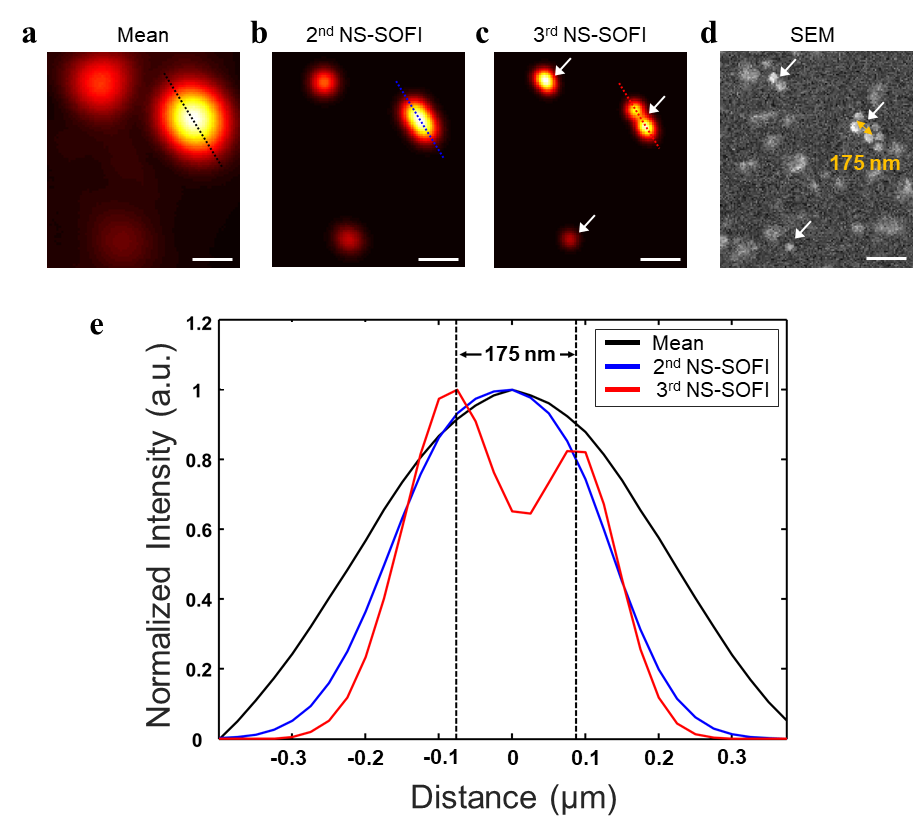 a Mean
b 2nd NS-SOFI
c 3rd NS-SOFI
d SEM
175 nm
e
175 nm
Mean
2nd NS-SOFI
3rd NS-SOFI
1.2
1
0.8
0.6
0.4
0.2
0
Normalized Intensity (a.u.)
-0.3 -0.2 -0.1 0 0.1 0.2 0.3
Distance (μm)